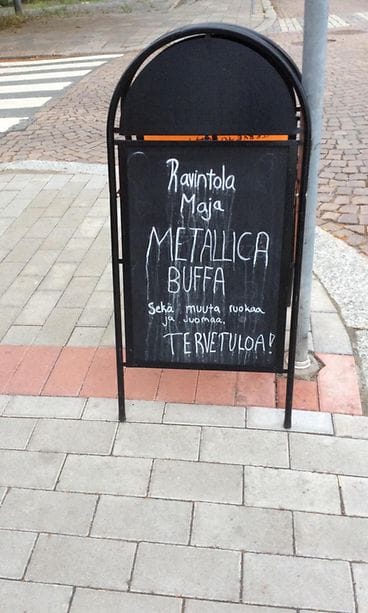 Ravintola
Maja
METALLICA
BUFFA
Sekä muuta ruokaa
ja Juomaa,
TERVETULOA!